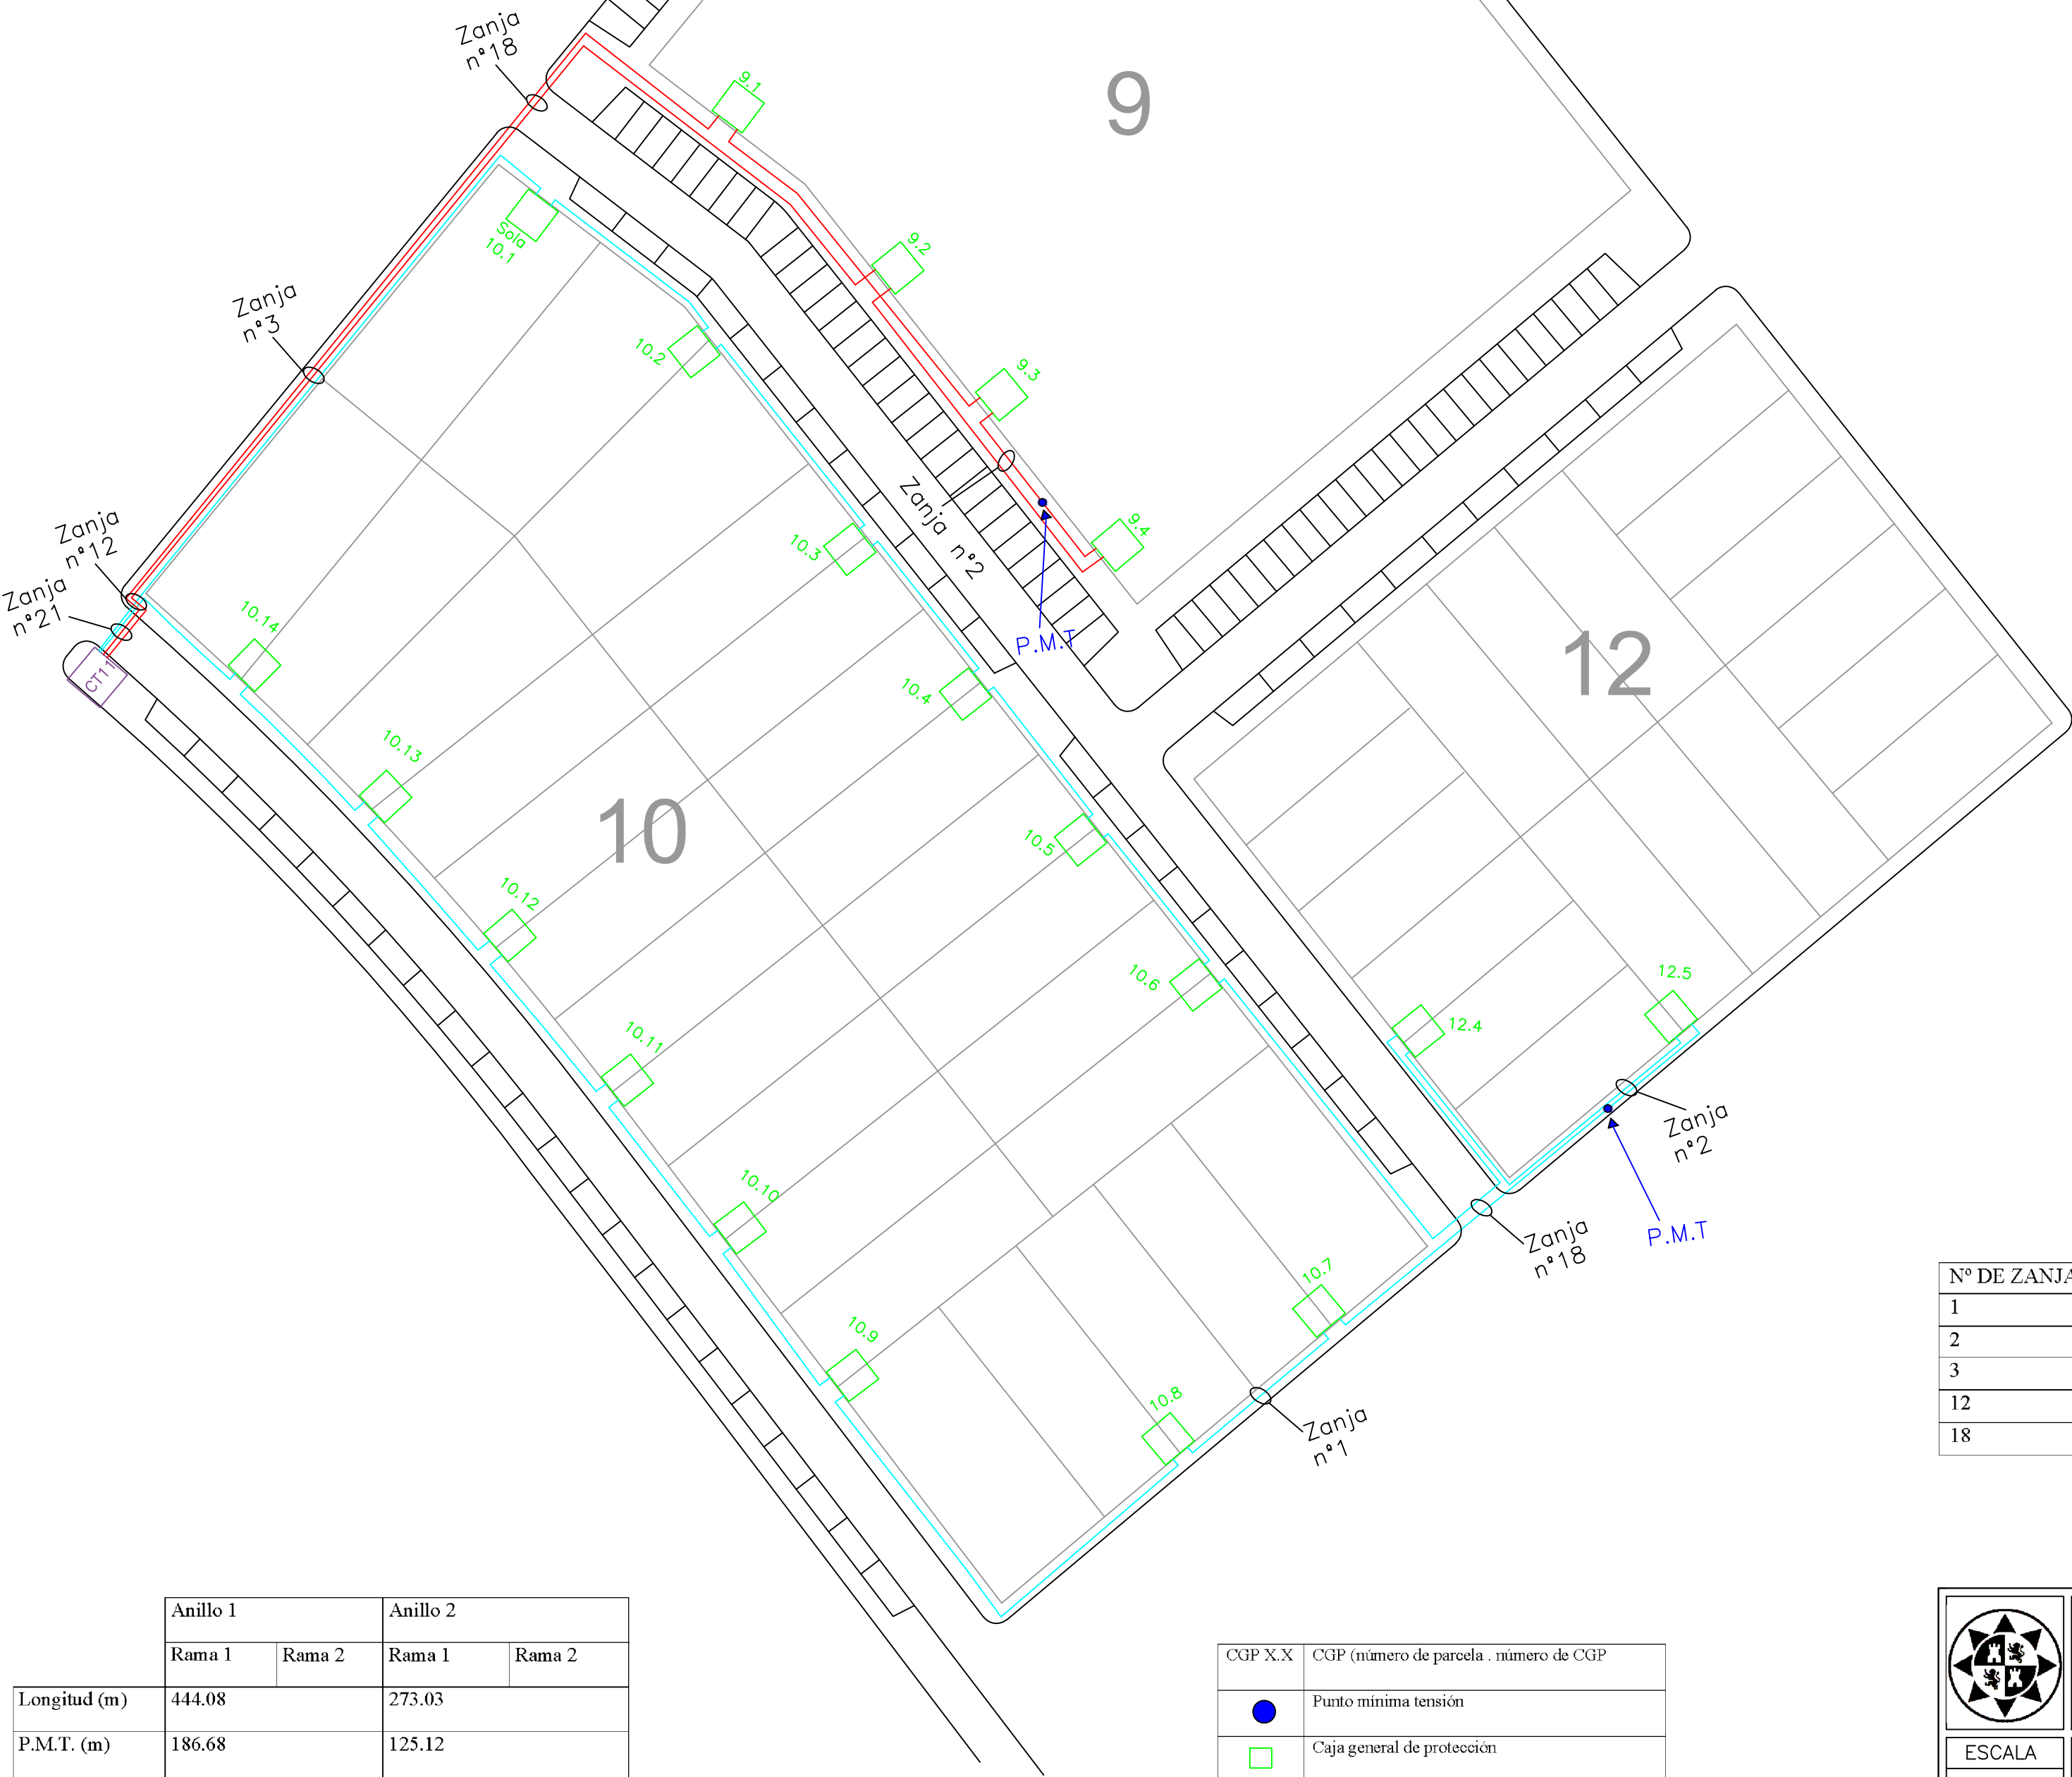 Zanja
n°18
9.1
9
9.2
Sola
10.1
Zanja
n°3
10.2
9.3
Zanja n°2
9.4
P.M.T
Zanja
n°12
Zanja
n°21
10.14
10.3
10.4
12
CT11
10.13
10
10.5
10.12
10.6
12.5
12.4
10.11
Zanja
n°2
10.10
Zanja
n°18
P.M.T
10.7
10.9
10.8
Zanja
n°1
Nº DE ZANJA
1
2
3
12
18
Anillo 1 Anillo 2
Rama 1 Rama 2 Rama 1 Rama 2
Longitud (m) 444.08 273.03
P.M.T. (m) 186.68 125.12
CGP X.X CGP (número de parcela . número de CGP
Punto mínima tensión
Caja general de protección
ESCALA